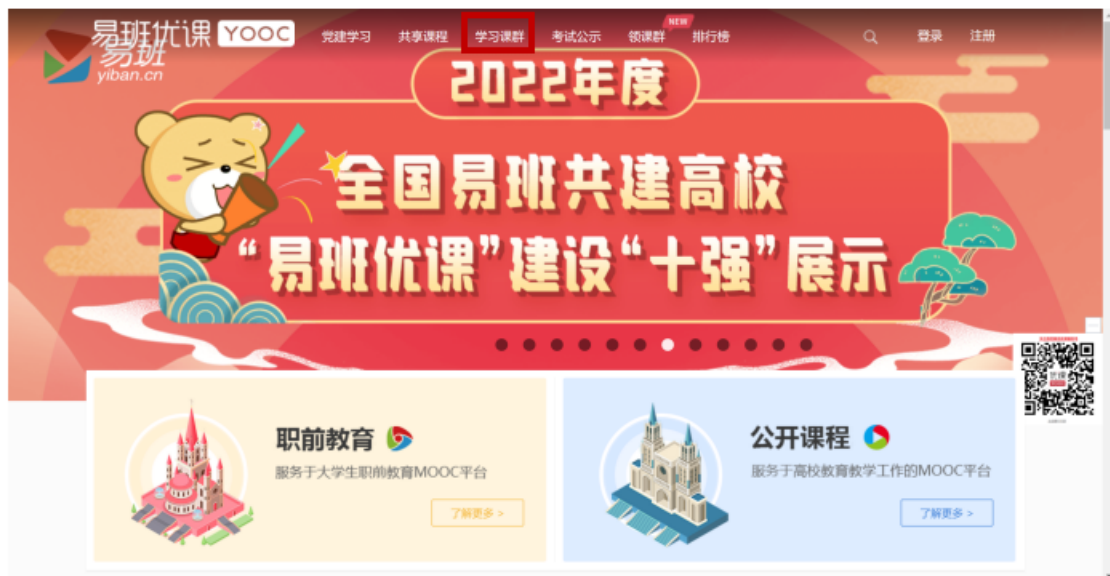 易班优课 YOOC
易班
yiban.cn
党建学习 共享课程 学习课群 考试公示 领课群 NEW 排行榜 登录 注册
2022年度
全国易班共建高校
“易班优课”建设“十强”展示
职前教育
服务于大学生职前教育MOOC平台
了解更多 >
公开课程
服务于高校教育教学工作的MOOC平台
了解更多 >